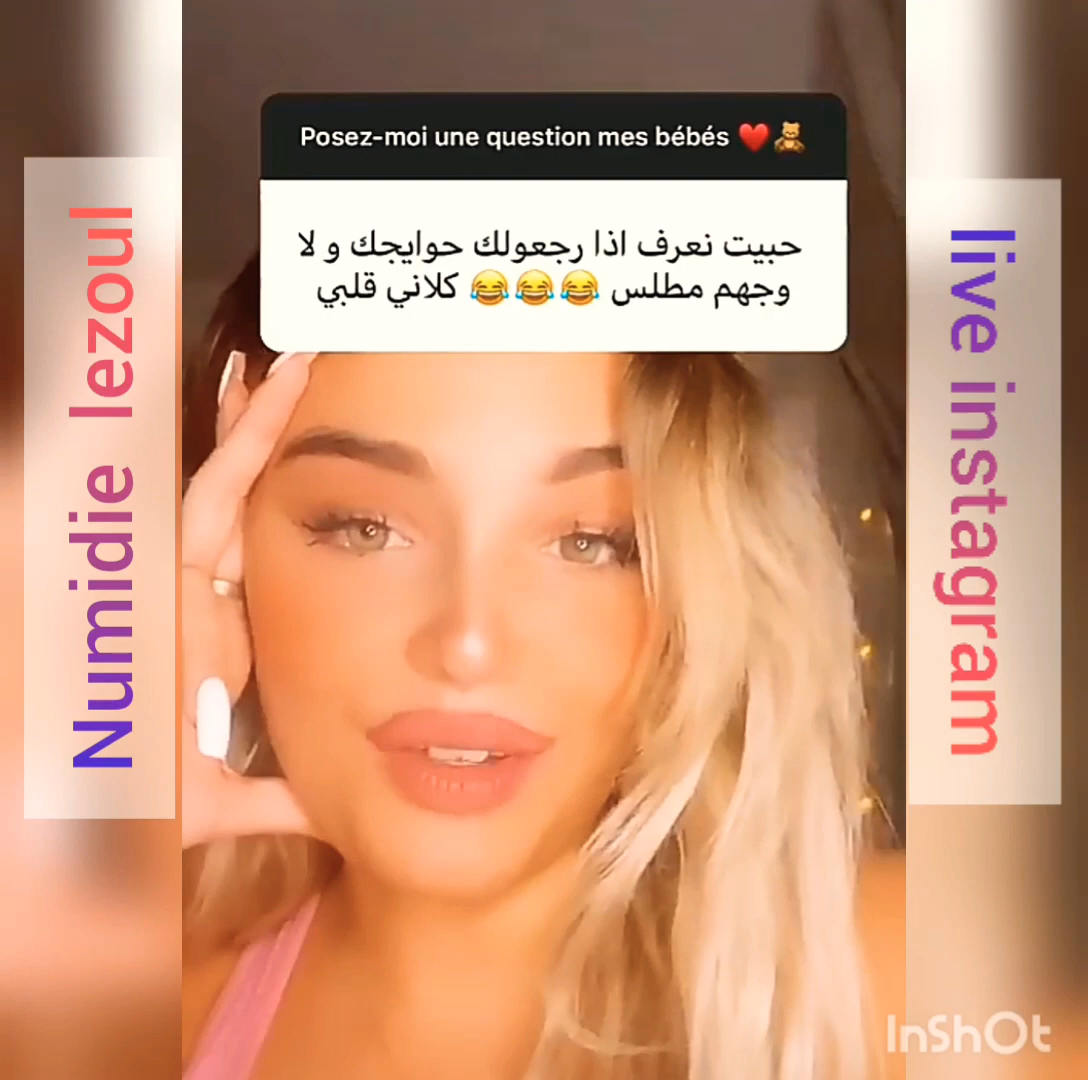 Posez-moi une question mes bébés ❤️🧸
حبيت نعرف اذا رجعولك حوايجك و لا
وجهم مطلس 😂😂😂 كلاني قلبي
Numidie lezoul
live instagram
InShOt